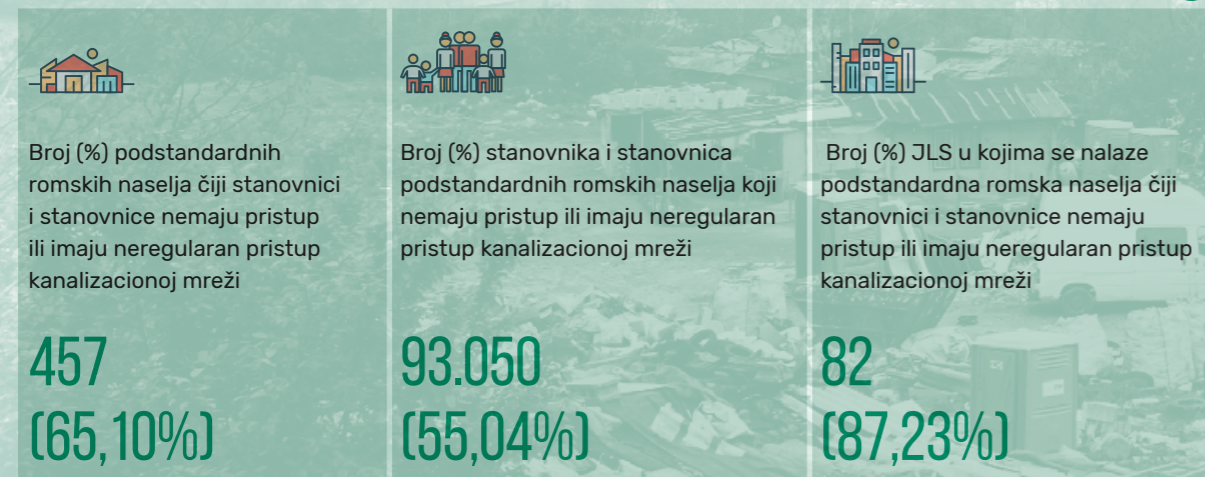 Broj (%) podstandardnih
romskih naselja čiji stanovnici
i stanovnice nemaju pristup
ili imaju neregularan pristup
kanalizacionoj mreži
457
(65,10%)
Broj (%) stanovnika i stanovnica
podstandardnih romskih naselja koji
nemaju pristup ili imaju neregularan
pristup kanalizacionoj mreži
93.050
(55,04%)
Broj (%) JLS u kojima se nalaze
podstandardna romska naselja čiji
stanovnici i stanovnice nemaju
pristup ili imaju neregularan pristup
kanalizacionoj mreži
82
(87,23%)